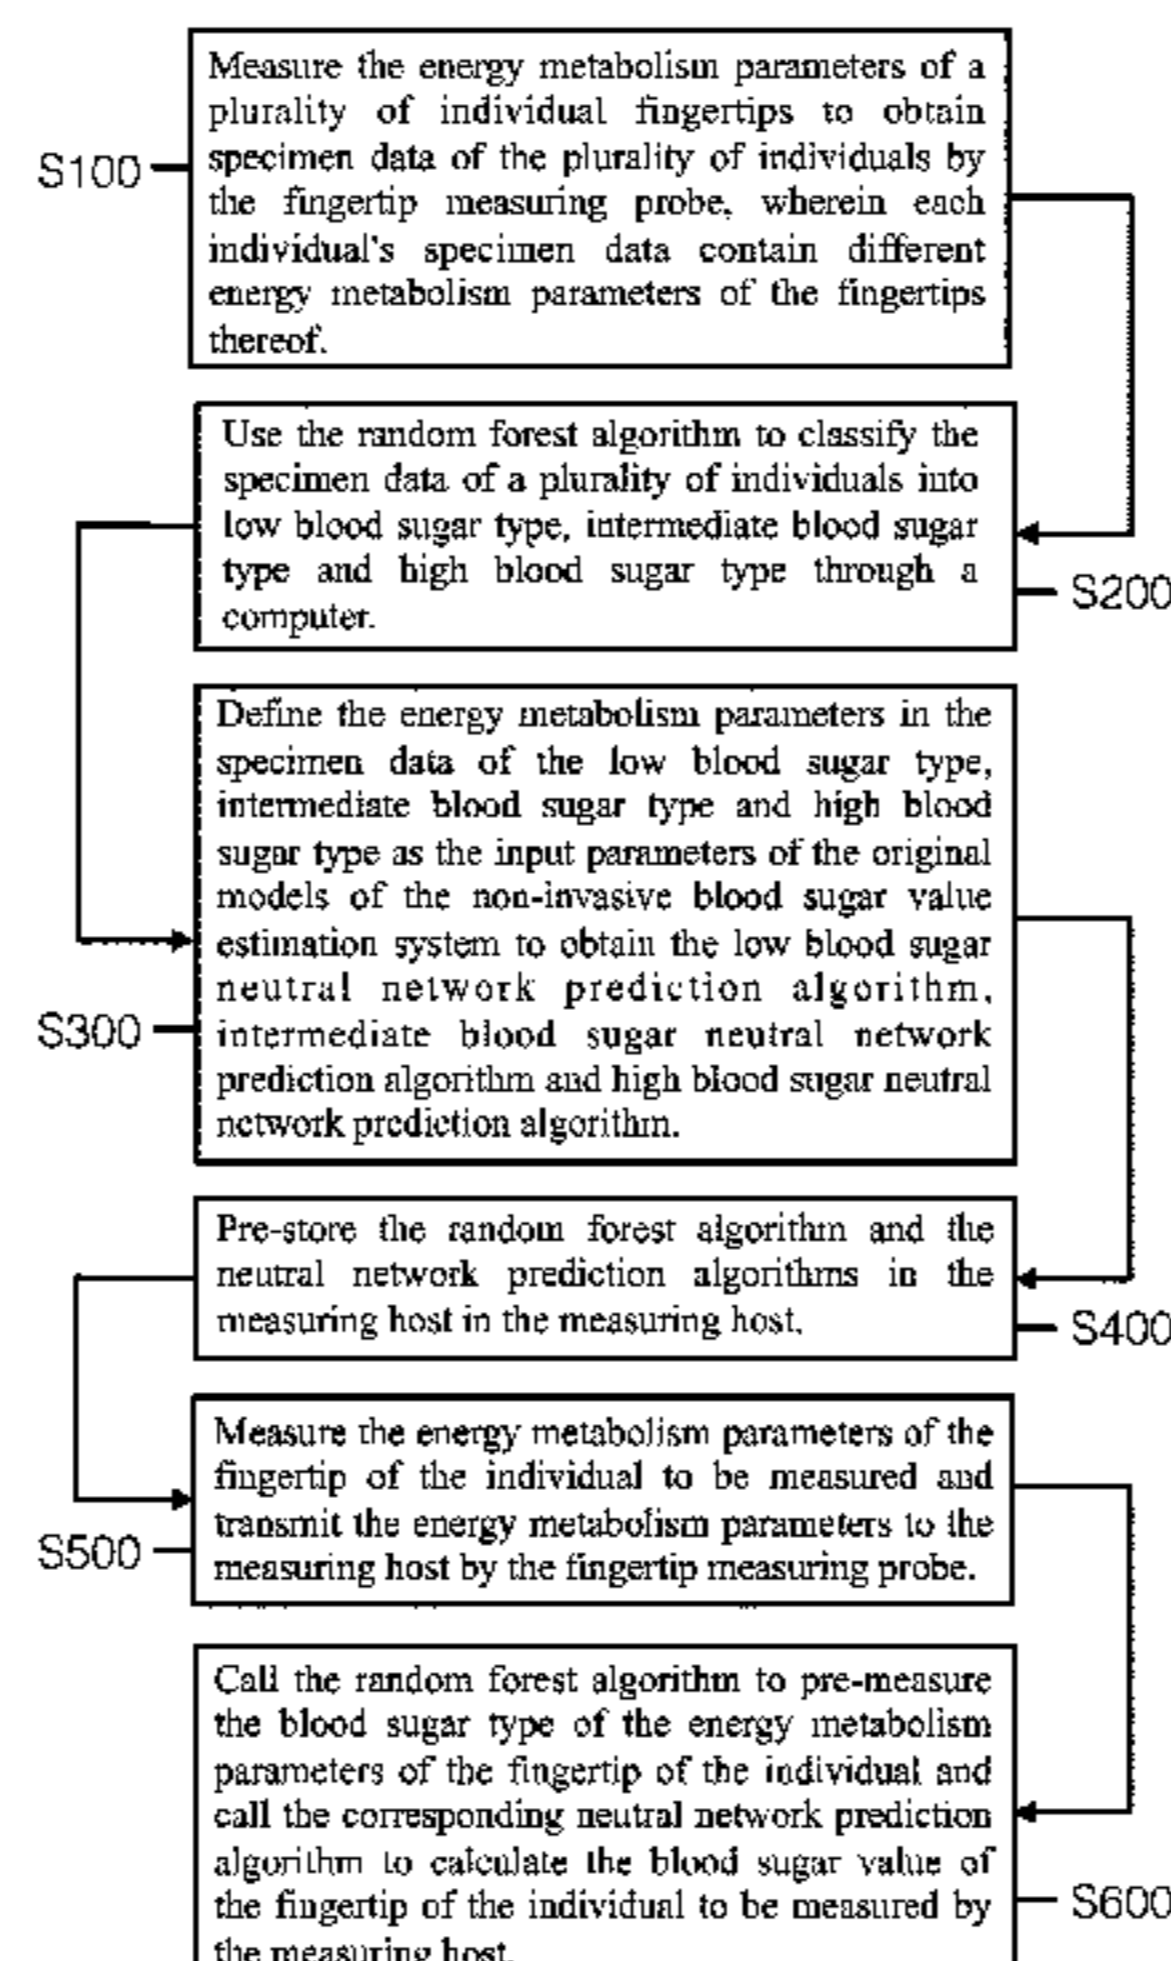 Measure the energy metabolism parameters of a
plurality of individual fingertips to obtain
specimen data of the plurality of individuals by
the fingertip measuring probe, wherein each
individual's specimen data contain different
energy metabolism parameters of the fingertips
thereof.
S100
Use the random forest algorithm to classify the
specimen data of a plurality of individuals into
low blood sugar type, intermediate blood sugar
type and high blood sugar type through a
computer.
S200
Define the energy metabolism parameters in the
specimen data of the low blood sugar type,
intermediate blood sugar type and high blood
sugar type as the input parameters of the original
models of the non-invasive blood sugar value
estimation system to obtain the low blood sugar
neutral network prediction algorithm,
intermediate blood sugar neutral network
prediction algorithm and high blood sugar neutral
network prediction algorithm.
S300
Pre-store the random forest algorithm and the
neutral network prediction algorithms in the
measuring host in the measuring host.
S400
Measure the energy metabolism parameters of the
fingertip of the individual to be measured and
transmit the energy metabolism parameters to the
measuring host by the fingertip measuring probe.
S500
Call the random forest algorithm to pre-measure
the blood sugar type of the energy metabolism
parameters of the fingertip of the individual and
call the corresponding neutral network prediction
algorithm to calculate the blood sugar value of
the fingertip of the individual to be measured by
the measuring host.
S600